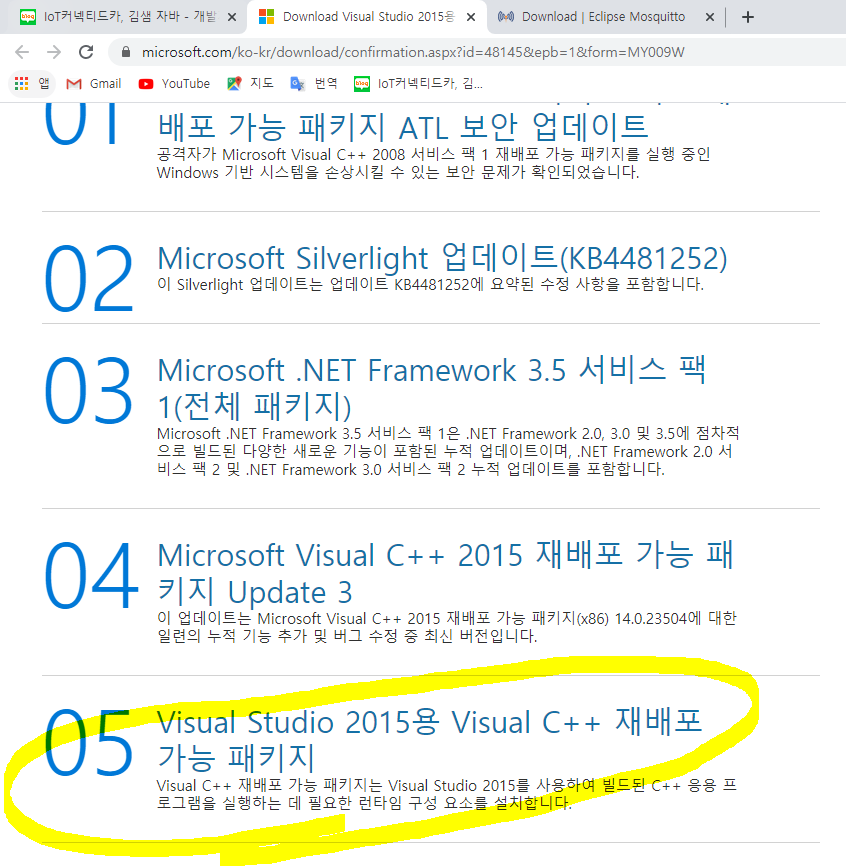 IoT커넥티드카, 김샘 자바 - 개발
Download Visual Studio 2015용
Download | Eclipse Mosquitto
microsoft.com/ko-kr/download/confirmation.aspx?id=48145&epb=1&form=MY009W
앱
Gmail
YouTube
지도
번역
blog
IoT커넥티드카, 김...
01
배포 가능 패키지 ATL 보안 업데이트
공격자가 Microsoft Visual C++ 2008 서비스 팩 1 재배포 가능 패키지를 실행 중인
Windows 기반 시스템을 손상시킬 수 있는 보안 문제가 확인되었습니다.
02
Microsoft Silverlight 업데이트(KB4481252)
이 Silverlight 업데이트는 업데이트 KB4481252에 요약된 수정 사항을 포함합니다.
03
Microsoft .NET Framework 3.5 서비스 팩
1(전체 패키지)
Microsoft .NET Framework 3.5 서비스 팩 1은 .NET Framework 2.0, 3.0 및 3.5에 점차적
으로 빌드된 다양한 새로운 기능이 포함된 누적 업데이트이며, .NET Framework 2.0 서
비스 팩 2 및 .NET Framework 3.0 서비스 팩 2 누적 업데이트를 포함합니다.
04
Microsoft Visual C++ 2015 재배포 가능 패
키지 Update 3
이 업데이트는 Microsoft Visual C++ 2015 재배포 가능 패키지(x86) 14.0.23504에 대한
일련의 누적 기능 추가 및 버그 수정 중 최신 버전입니다.
05
Visual Studio 2015용 Visual C++ 재배포
가능 패키지
Visual C++ 재배포 가능 패키지는 Visual Studio 2015를 사용하여 빌드된 C++ 응용 프
로그램을 실행하는 데 필요한 런타임 구성 요소를 설치합니다.